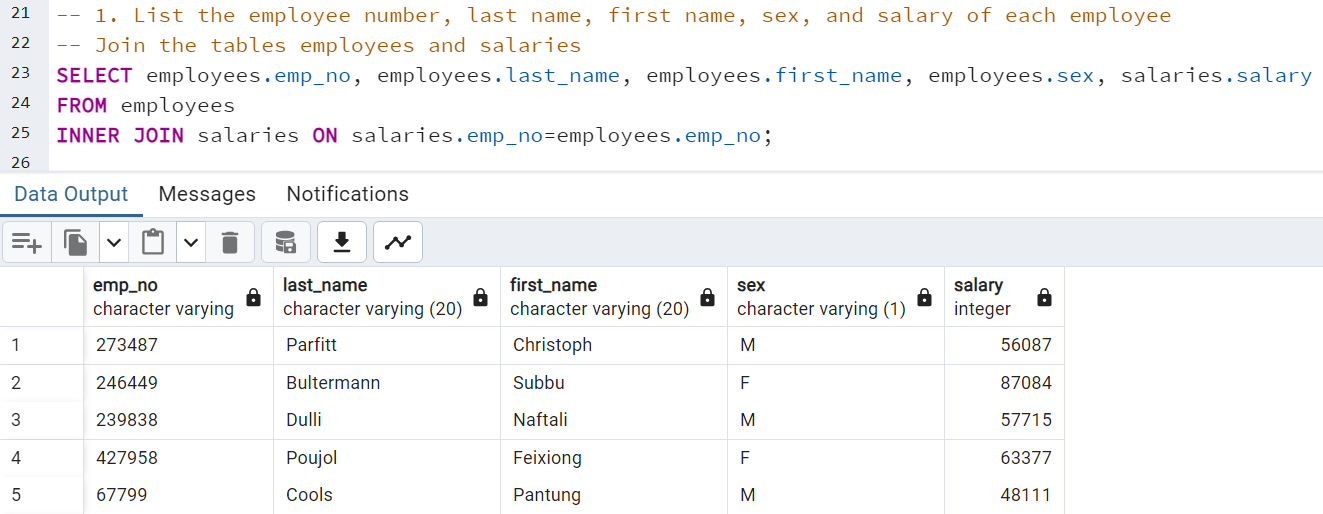 21 -- 1. List the employee number, last name, first name, sex, and salary of each employee
22 -- Join the tables employees and salaries
23 SELECT employees.emp_no, employees.last_name, employees.first_name, employees.sex, salaries.salary
24 FROM employees
25 INNER JOIN salaries ON salaries.emp_no=employees.emp_no;
26
Data Output Messages Notifications
emp_no last_name first_name sex salary
character varying character varying (20) character varying (20) character varying (1) integer
1 273487 Parfitt Christoph M 56087
2 246449 Bultermann Subbu F 87084
3 239838 Dulli Naftali M 57715
4 427958 Poujol Feixiong F 63377
5 67799 Cools Pantung M 48111